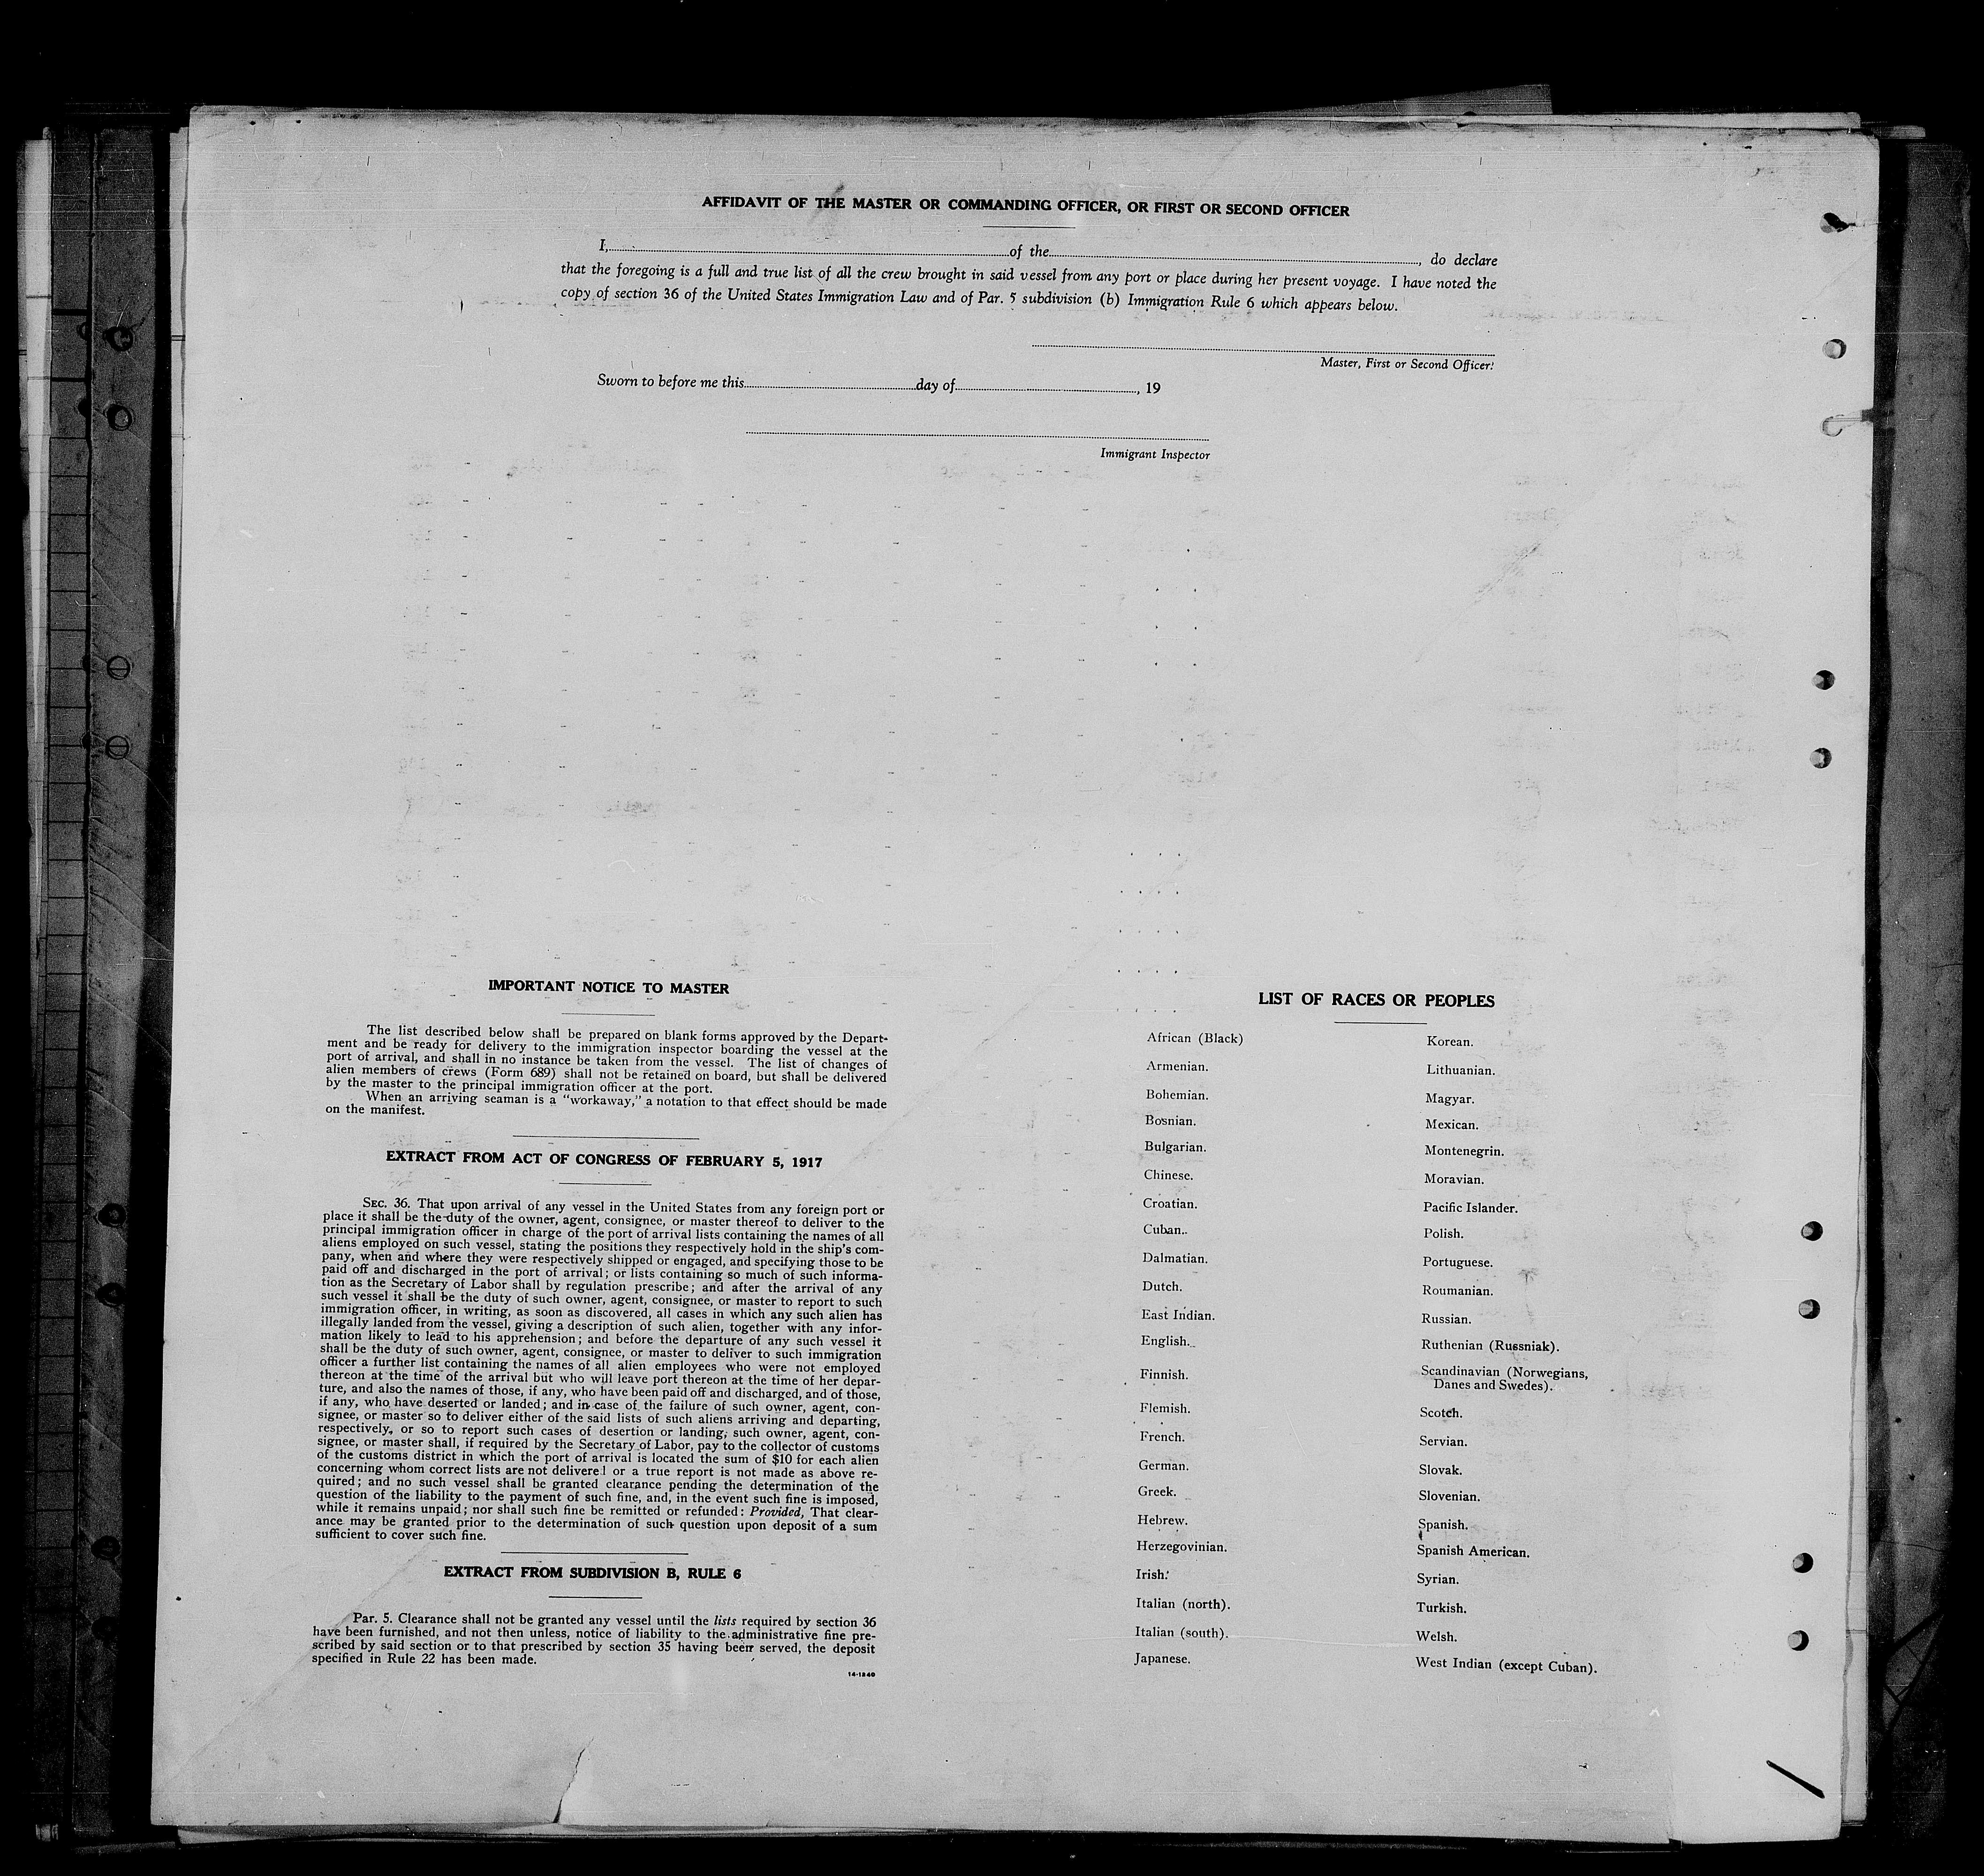 AFFIDAVIT OF THE MASTER OR COMMANDING OFFICER, OR FIRST OR SECOND OFFICER
I, of the , do declare
that the foregoing is a full and true list of all the crew brought in said vessel from any port or place during her present voyage. I have noted the
copy of section 36 of the United States Immigration Law and of Par. 5 subdivision (b) Immigration Rule 6 which appears below.
Master, First or Second Officer.
Sworn to before me this day of , 19
Immigrant Inspector
IMPORTANT NOTICE TO MASTER
The list described below shall be prepared on blank forms approved by the Depart-
ment and be ready for delivery to the immigration inspector boarding the vessel at the
port of arrival, and shall in no instance be taken from the vessel. The list of changes of
alien members of crews (Form 689) shall not be retained on board, but shall be delivered
by the master to the principal immigration officer at the port.
When an arriving seaman is a "workaway," a notation to that effect should be made
on the manifest.
EXTRACT FROM ACT OF CONGRESS OF FEBRUARY 5, 1917
SEC. 36. That upon arrival of any vessel in the United States from any foreign port or
place it shall be the duty of the owner, agent, consignee, or master thereof to deliver to the
principal immigration officer in charge of the port of arrival lists containing the names of all
aliens employed on such vessel, stating the positions they respectively hold in the ship's com-
pany, when and where they were respectively shipped or engaged, and specifying those to be
paid off and discharged in the port of arrival; or lists containing so much of such informa-
tion as the Secretary of Labor shall by regulation prescribe; and after the arrival of any
such vessel it shall be the duty of such owner, agent, consignee, or master to report to such
immigration officer, in writing, as soon as discovered, all cases in which any such alien has
illegally landed from the vessel, giving a description of such alien, together with any infor-
mation likely to lead to his apprehension; and before the departure of any such vessel it
shall be the duty of such owner, agent, consignee, or master to deliver to such immigration
officer a further list containing the names of all alien employees who were not employed
thereon at the time of the arrival but who will leave port thereon at the time of her depar-
ture, and also the names of those, if any, who have been paid off and discharged, and of those,
if any, who have deserted or landed; and in case of the failure of such owner, agent, con-
signee, or master so to deliver either of the said lists of such aliens arriving and departing,
respectively, or so to report such cases of desertion or landing, such owner, agent, con-
signee, or master shall, if required by the Secretary of Labor, pay to the collector of customs
of the customs district in which the port of arrival is located the sum of $10 for each alien
concerning whom correct lists are not delivered or a true report is not made as above re-
quired; and no such vessel shall be granted clearance pending the determination of the
question of the liability to the payment of such fine, and, in the event such fine is imposed,
while it remains unpaid; nor shall such fine be remitted or refunded: Provided, That clear-
ance may be granted prior to the determination of such question upon deposit of a sum
sufficient to cover such fine.
EXTRACT FROM SUBDIVISION B, RULE 6
Par. 5. Clearance shall not be granted any vessel until the lists required by section 36
have been furnished, and not then unless, notice of liability to the administrative fine pre-
scribed by said section or to that prescribed by section 35 having been served, the deposit
specified in Rule 22 has been made.
14-1240
LIST OF RACES OR PEOPLES
African (Black)
Armenian.
Bohemian.
Bosnian.
Bulgarian.
Chinese.
Croatian.
Cuban.
Dalmatian.
Dutch.
East Indian.
English.
Finnish.
Flemish.
French.
German.
Greek.
Hebrew.
Herzegovinian.
Irish.
Italian (north).
Italian (south).
Japanese.
Korean.
Lithuanian.
Magyar.
Mexican.
Montenegrin.
Moravian.
Pacific Islander.
Polish.
Portuguese.
Roumanian.
Russian.
Ruthenian (Russniak).
Scandinavian (Norwegians,
Danes and Swedes).
Scotch.
Servian.
Slovak.
Slovenian.
Spanish.
Spanish American.
Syrian.
Turkish.
Welsh.
West Indian (except Cuban).